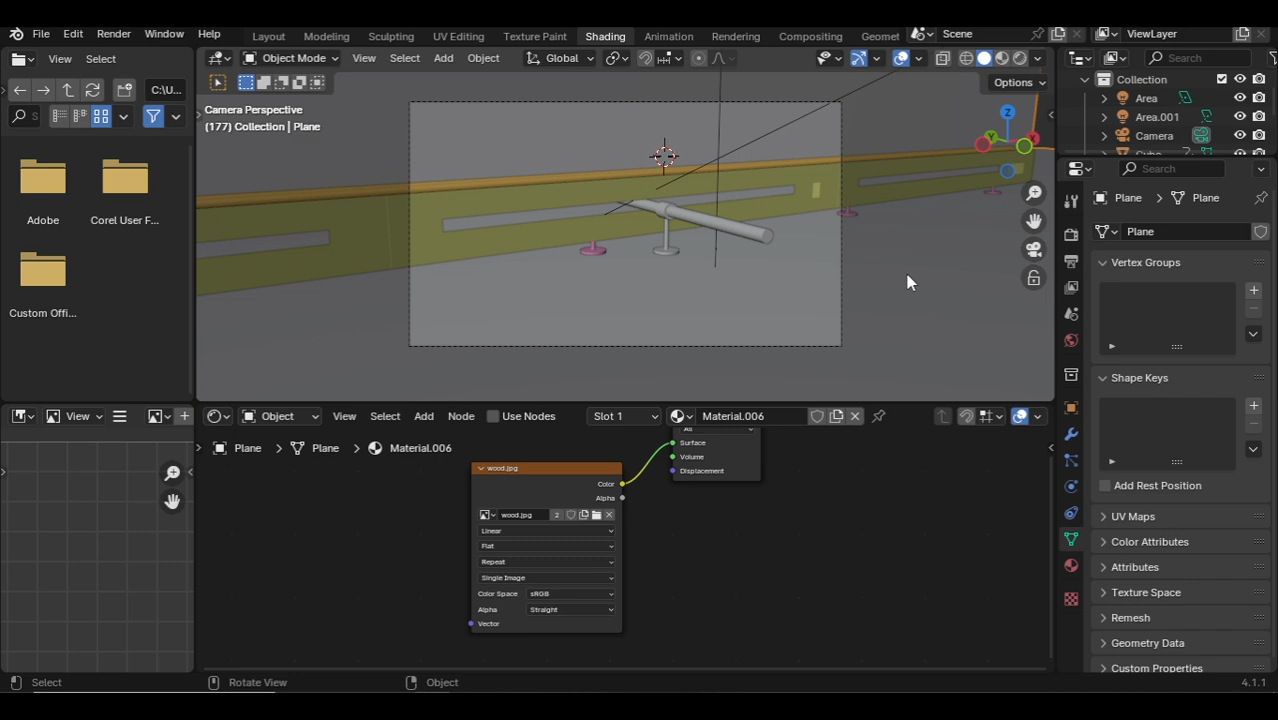 File Edit Render Window Help Layout Modeling Sculpting UV Editing Texture Paint Shading Animation Rendering Compositing Geomet Scene ViewLayer
View Select Object Mode View Select Add Object Global Search
C:\U... Options Collection
Camera Perspective Area
(177) Collection | Plane Area.001
Camera
Z
Y
Search
Plane Plane
Adobe Corel User F...
Plane
Vertex Groups
Custom Offi...
Shape Keys
View Object View Select Add Node Use Nodes Slot 1 Material.006
Plane Plane Material.006
All
Surface
Volume
Displacement
wood.jpg
Color
Alpha
wood.jpg 2
Linear
Flat
Repeat
Single Image
Color Space sRGB
Alpha Straight
Vector
Add Rest Position
UV Maps
Color Attributes
Attributes
Texture Space
Remesh
Geometry Data
Custom Properties
Select Rotate View Object 4.1.1